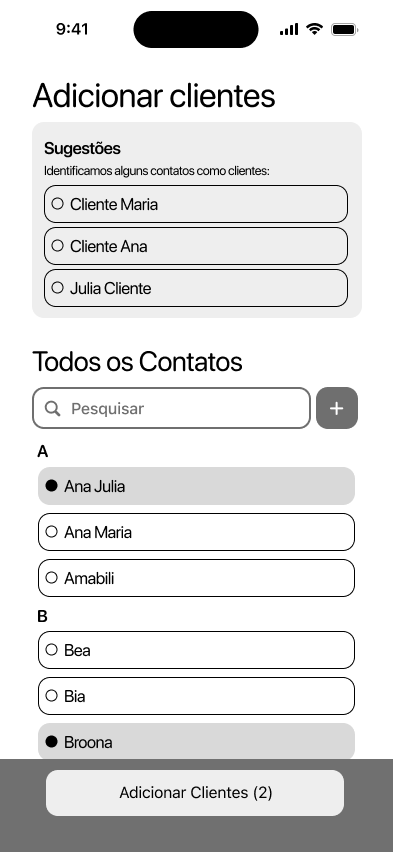 9:41
Adicionar clientes
Sugestões
Identificamos alguns contatos como clientes:
Cliente Maria
Cliente Ana
Julia Cliente
Todos os Contatos
Pesquisar
+
A
Ana Julia
Ana Maria
Amabili
B
Bea
Bia
Broona
Adicionar Clientes (2)